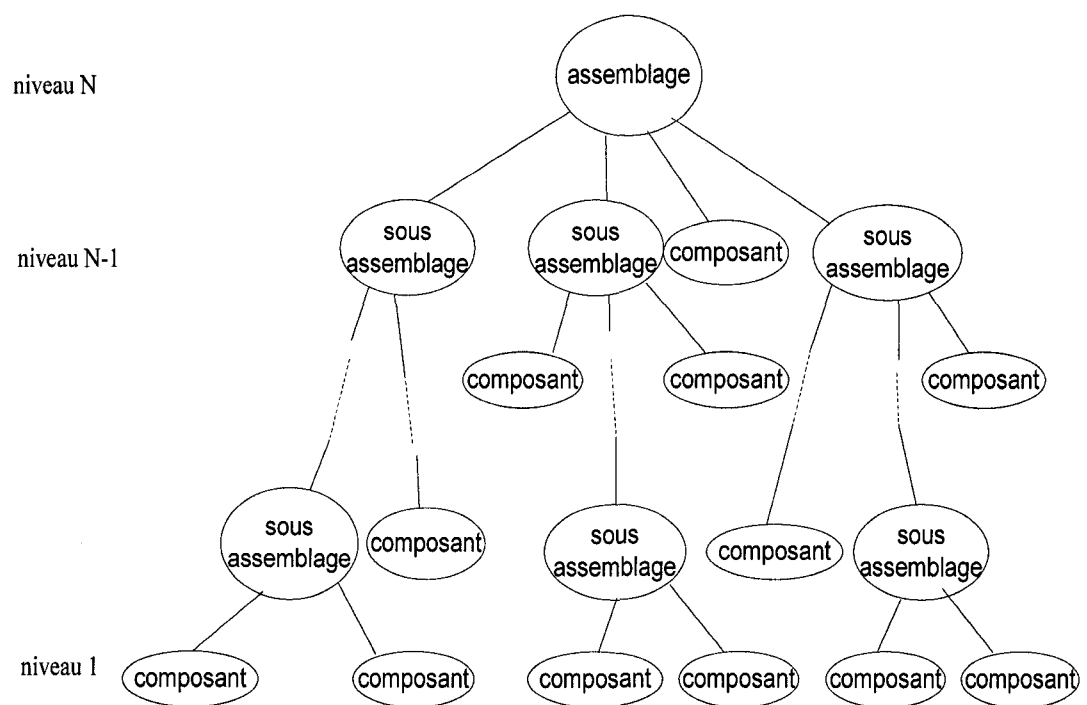 niveau N
assemblage
niveau N-1
sous
assemblage
sous
assemblage
composant
sous
assemblage
composant
composant
composant
sous
assemblage
composant
sous
assemblage
composant
sous
assemblage
niveau 1
composant
composant
composant
composant
composant
composant